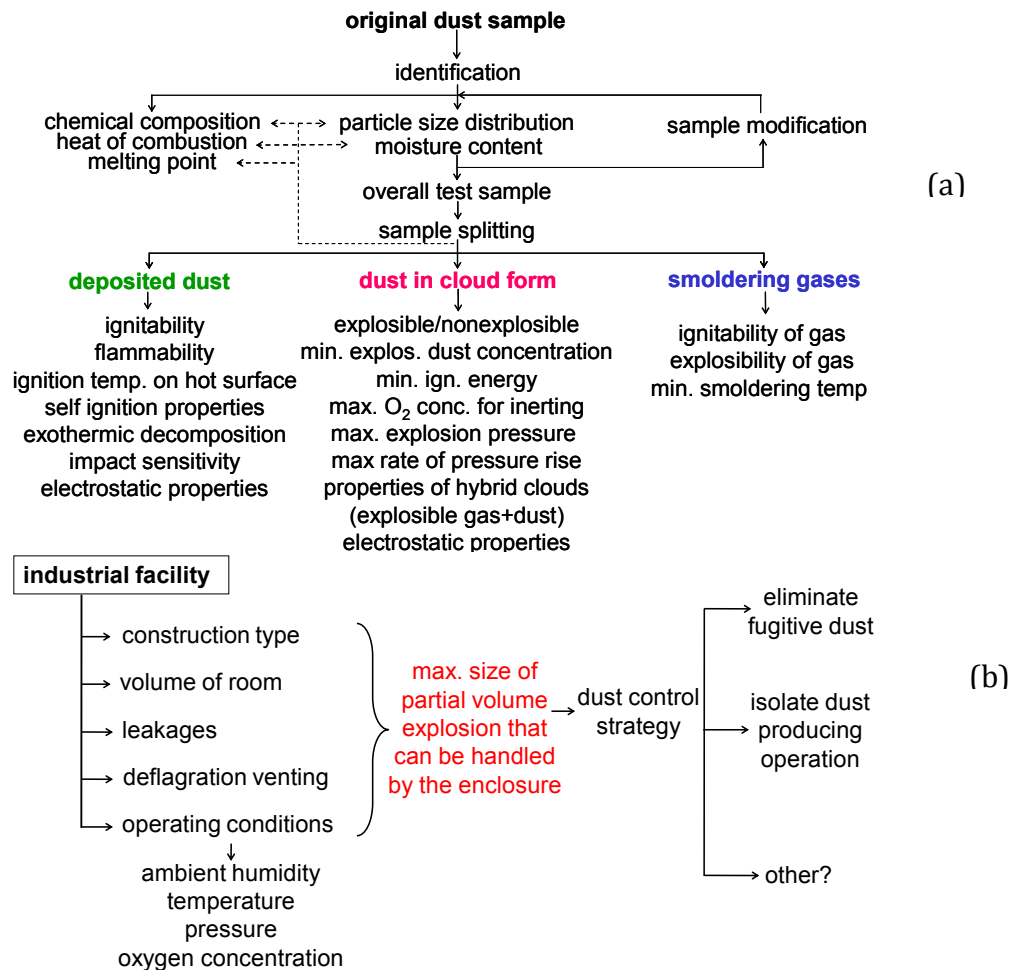 original dust sample
identification
chemical composition
heat of combustion
melting point
particle size distribution
moisture content
sample modification
(a)
overall test sample
sample splitting
deposited dust
ignitability
flammability
ignition temp. on hot surface
self ignition properties
exothermic decomposition
impact sensitivity
electrostatic properties
dust in cloud form
explosible/nonexplosible
min. explos. dust concentration
min. ign. energy
max. O₂ conc. for inerting
max. explosion pressure
max rate of pressure rise
properties of hybrid clouds
(explosible gas+dust)
electrostatic properties
smoldering gases
ignitability of gas
explosibility of gas
min. smoldering temp
industrial facility
construction type
volume of room
leakages
deflagration venting
operating conditions
ambient humidity
temperature
pressure
oxygen concentration
max. size of
partial volume
explosion that
can be handled
by the enclosure
dust control
strategy
eliminate
fugitive dust
isolate dust
producing
operation
other?
(b)